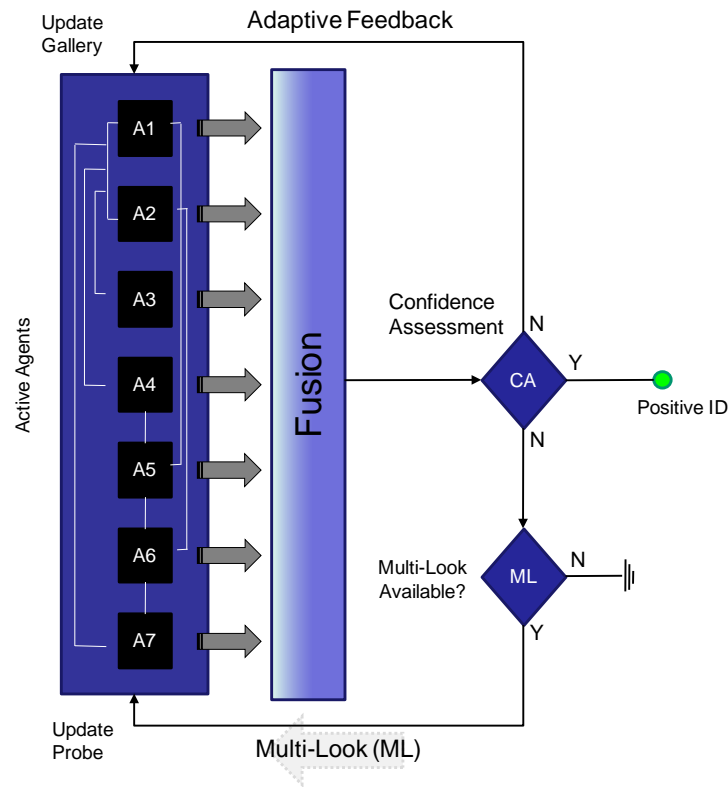 Update
Gallery
Adaptive Feedback
A1
A2
A3
A4
A5
A6
A7
Active Agents
Fusion
Confidence
Assessment
N
CA
Y
Positive ID
N
Multi-Look
Available?
ML
N
Y
Update
Probe
Multi-Look (ML)